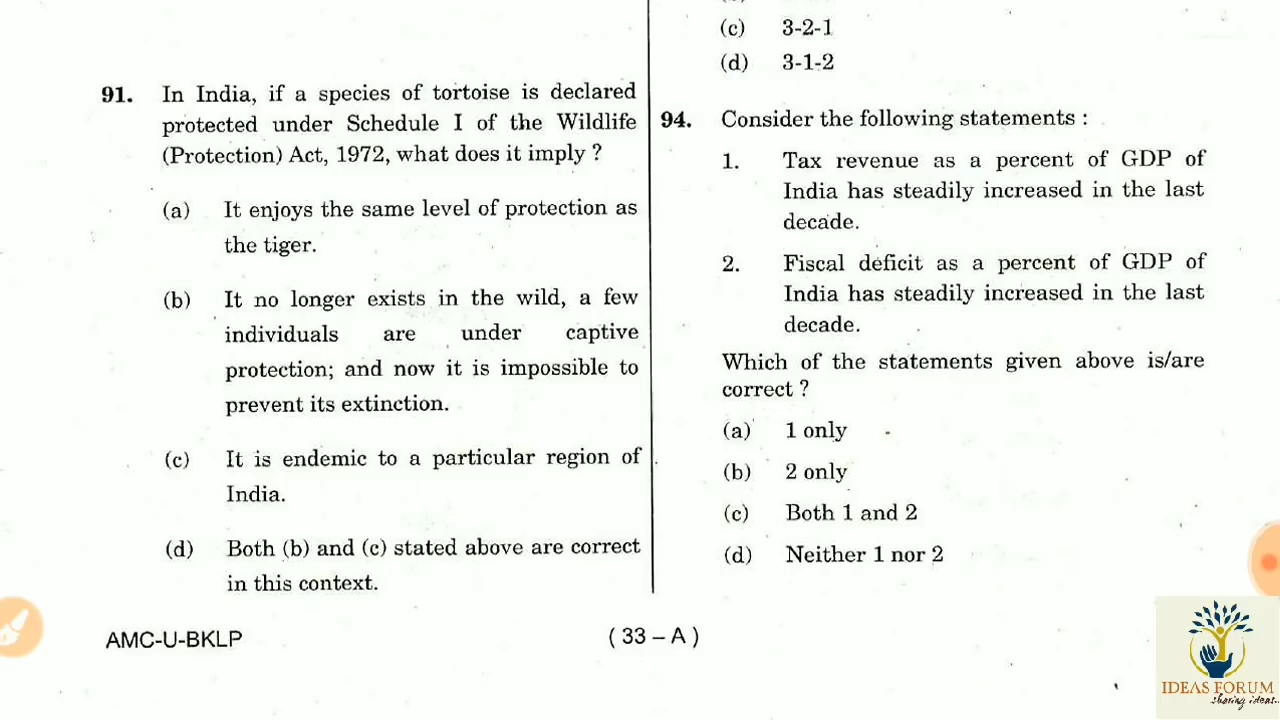 91. In India, if a species of tortoise is declared
protected under Schedule I of the Wildlife
(Protection) Act, 1972, what does it imply ?
(a) It enjoys the same level of protection as
the tiger.
(b) It no longer exists in the wild, a few
individuals are under captive
protection; and now it is impossible to
prevent its extinction.
(c) It is endemic to a particular region of
India.
(d) Both (b) and (c) stated above are correct
in this context.
(c) 3-2-1
(d) 3-1-2
94. Consider the following statements :
1. Tax revenue as a percent of GDP of
India has steadily increased in the last
decade.
2. Fiscal deficit as a percent of GDP of
India has steadily increased in the last
decade.
Which of the statements given above is/are
correct ?
(a) 1 only
(b) 2 only
(c) Both 1 and 2
(d) Neither 1 nor 2
AMC-U-BKLP
( 33 – A )
IDEAS FORUM
sharing ideas..